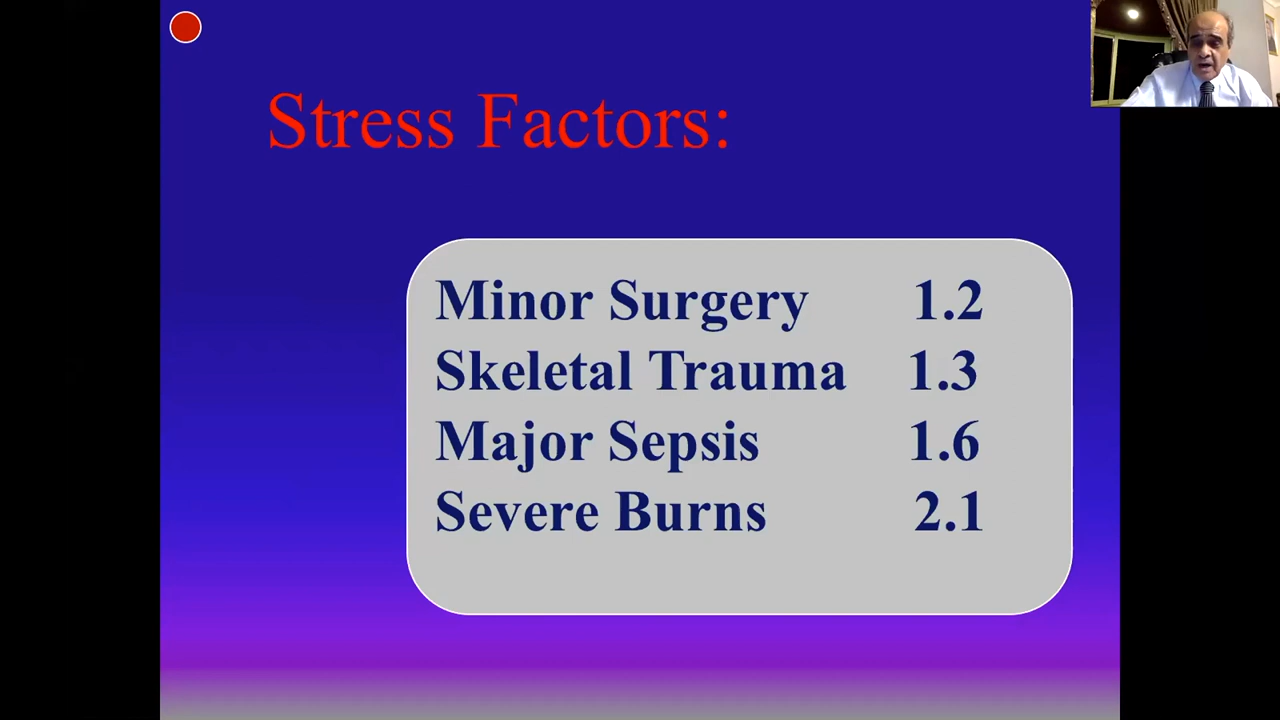 Stress Factors:
Minor Surgery 1.2
Skeletal Trauma 1.3
Major Sepsis 1.6
Severe Burns 2.1